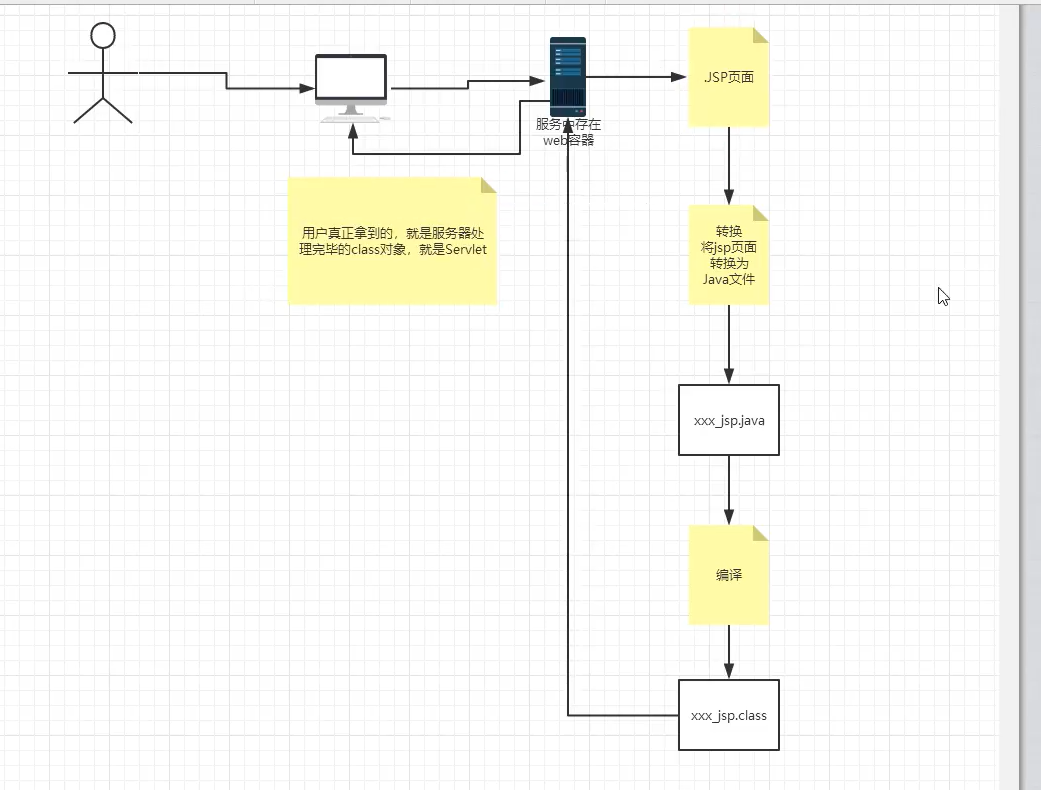 JSP页面
服务中存在
web容器
用户真正拿到的，就是服务器处
理完毕的class对象，就是Servlet
转换
将jsp页面
转换为
Java文件
xxx_jsp.java
编译
xxx_jsp.class